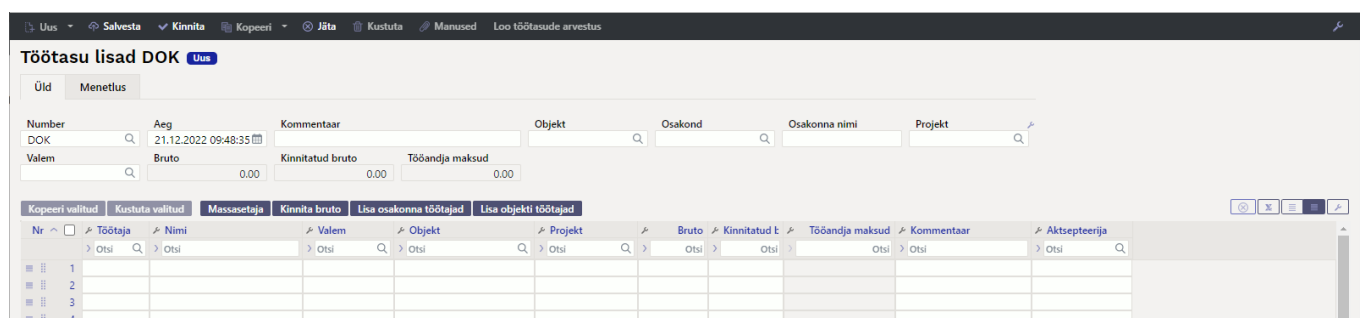 Uus Salvesta Kinnita Kopeeri Jäta Kustuta Manused Loo töötasude arvestus
Töötasu lisad DOK Uus
Üld Menetlus
Number Aeg Kommentaar Objekt Osakond Osakonna nimi Projekt
DOK 21.12.2022 09:48:35
Valem Bruto Kinnitatud bruto Tööandja maksud
0.00 0.00 0.00
Kopeeri valitud Kustuta valitud Massasetaja Kinnita bruto Lisa osakonna töötajad Lisa objekti töötajad
Nr Töötaja Nimi Valem Objekt Projekt Bruto Kinnitatud b Tööandja maksud Kommentaar Aktsepteerija
Otsi Otsi Otsi Otsi Otsi Otsi Otsi Otsi Otsi Otsi
1
2
3